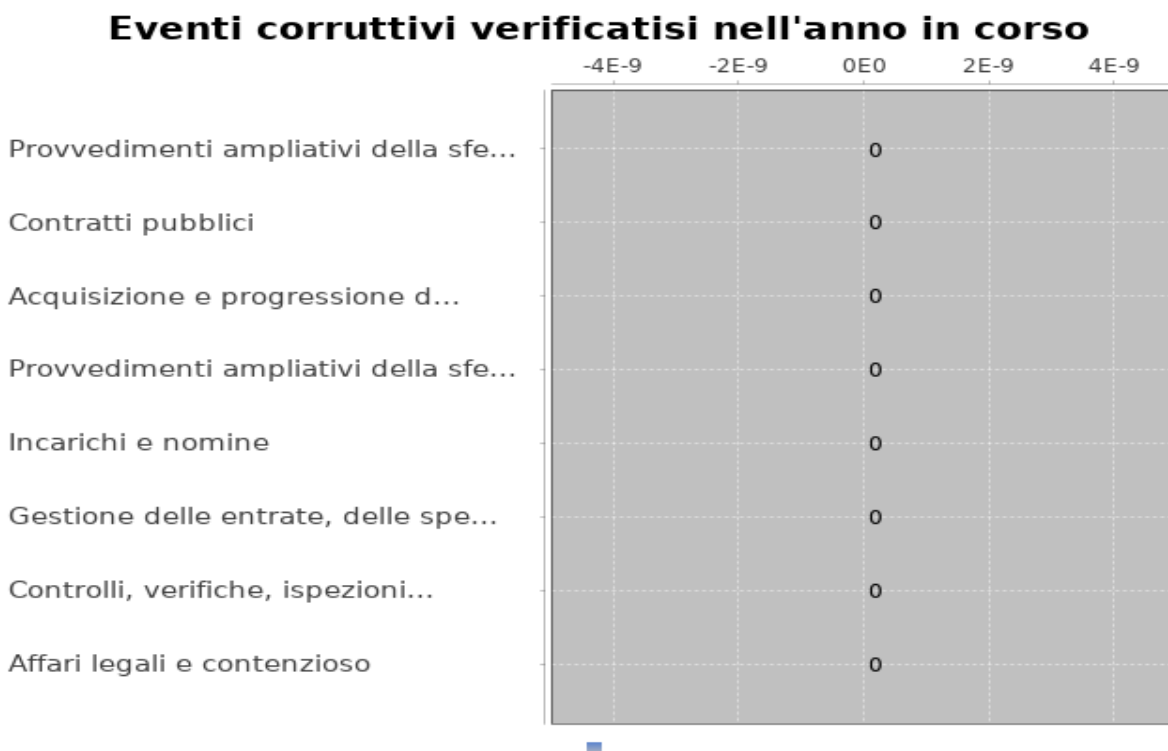 Eventi corruttivi verificatisi nell'anno in corso
-4E-9 -2E-9 0E0 2E-9 4E-9
Provvedimenti ampliativi della sfe... 0
Contratti pubblici 0
Acquisizione e progressione d... 0
Provvedimenti ampliativi della sfe... 0
Incarichi e nomine 0
Gestione delle entrate, delle spe... 0
Controlli, verifiche, ispezioni... 0
Affari legali e contenzioso 0